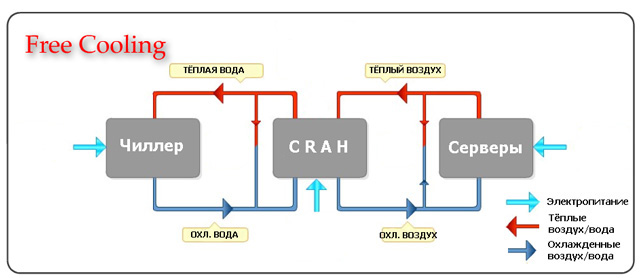 Free Cooling
ТЁПЛАЯ ВОДА
ТЁПЛЫЙ ВОЗДУХ
Чиллер
CRAH
Серверы
ОХЛ. ВОДА
ОХЛ. ВОЗДУХ
Электропитание
Тёплые
воздух/вода
Охлажденные
воздух/вода